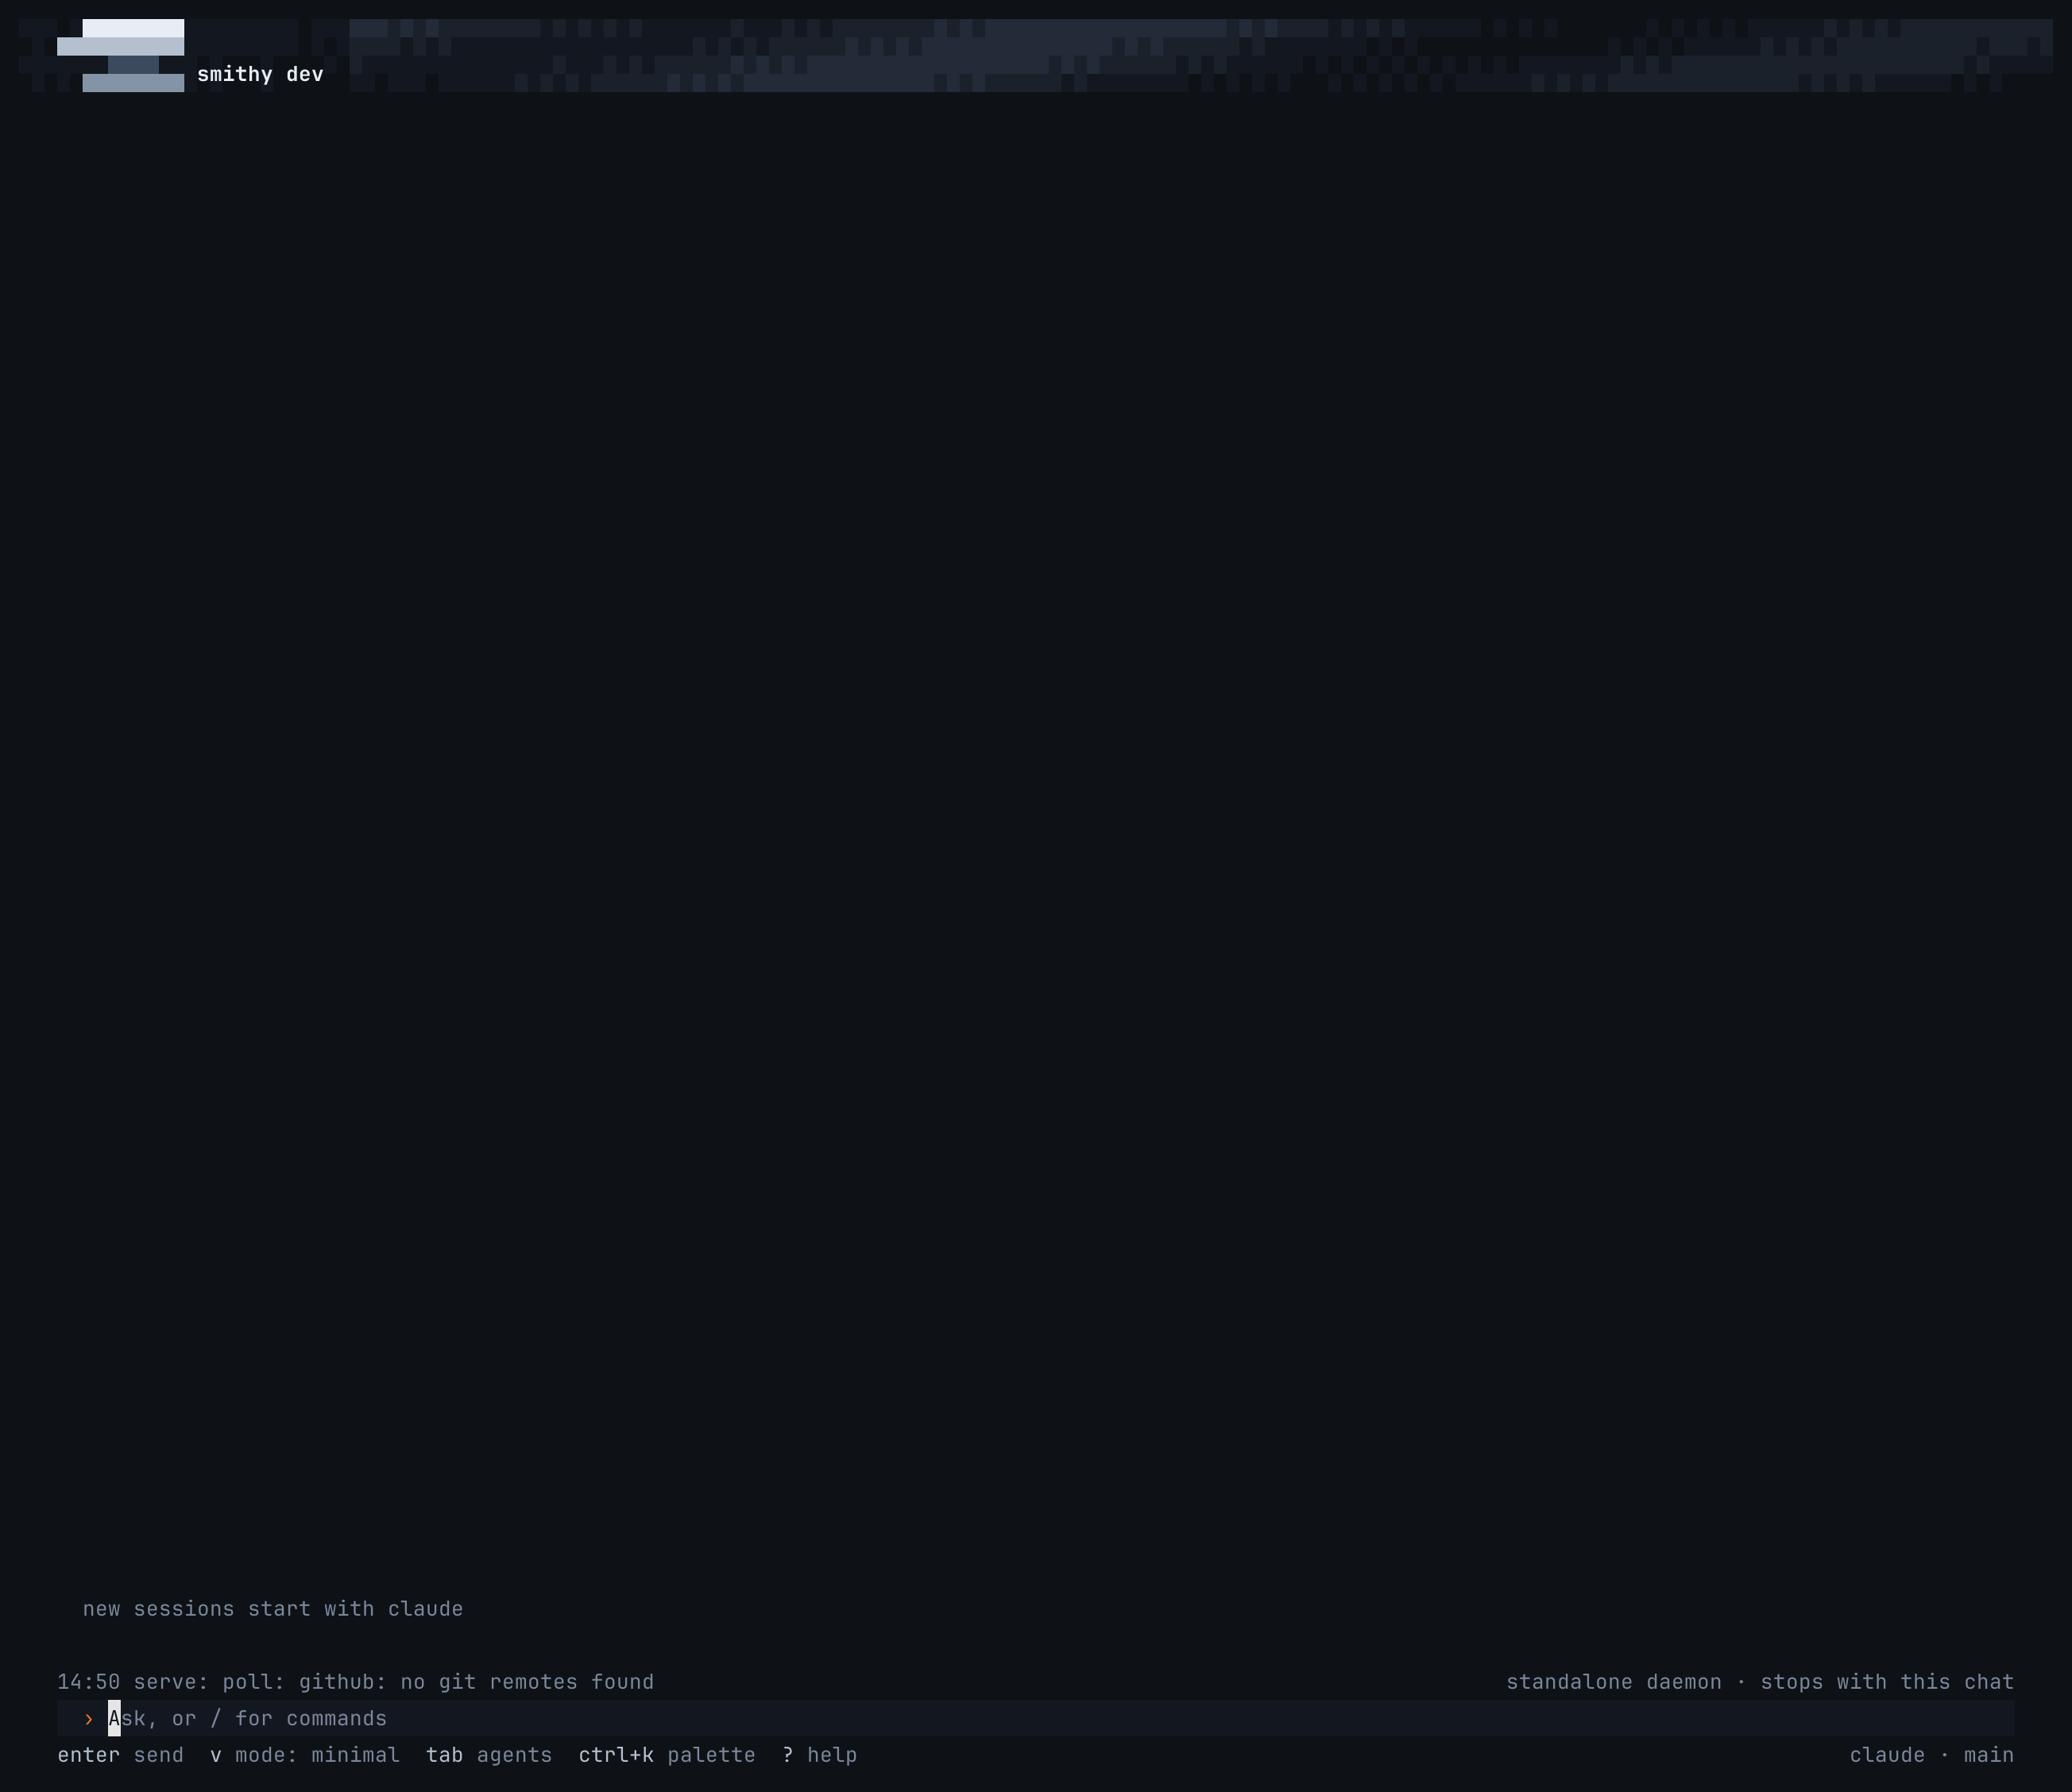 smithy dev
new sessions start with claude
14:50 serve: poll: github: no git remotes found standalone daemon · stops with this chat
› Ask, or / for commands
enter send v mode: minimal tab agents ctrl+k palette ? help claude · main